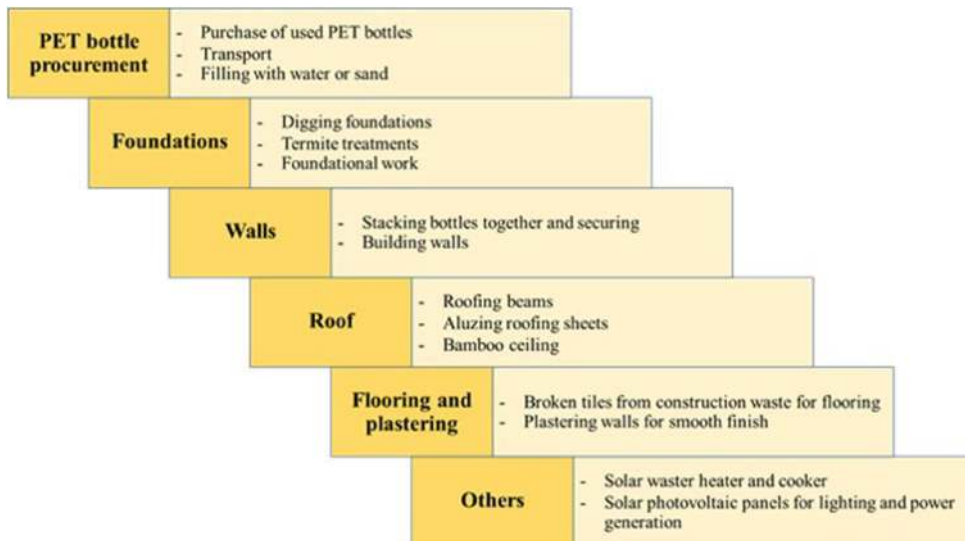 PET bottle
procurement
- Purchase of used PET bottles
- Transport
- Filling with water or sand
Foundations
- Digging foundations
- Termite treatments
- Foundational work
Walls
- Stacking bottles together and securing
- Building walls
Roof
- Roofing beams
- Aluzing roofing sheets
- Bamboo ceiling
Flooring and
plastering
- Broken tiles from construction waste for flooring
- Plastering walls for smooth finish
Others
- Solar waster heater and cooker
- Solar photovoltaic panels for lighting and power
generation